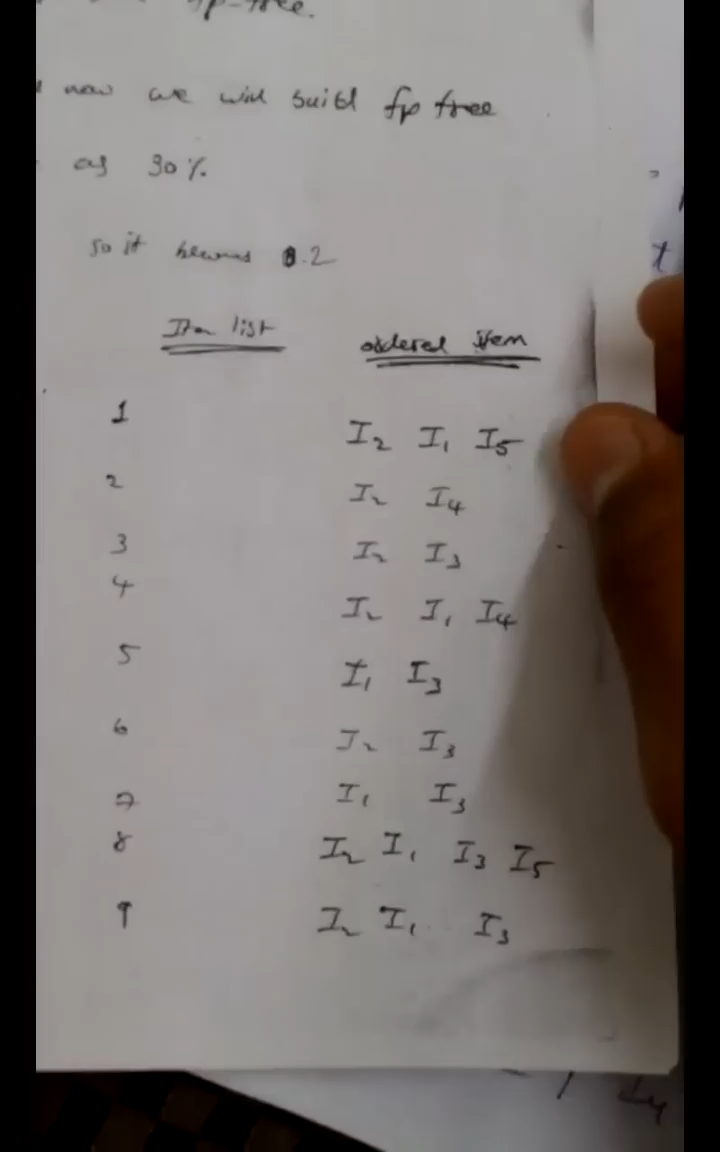 fp-tree.
now we will build fp tree
as 30%
so it becomes 2
Item list ordered item
1 I2 I1 I5
2 I2 I4
3 I2 I3
4 I2 I1 I4
5 I1 I3
6 I2 I3
7 I1 I3
8 I2 I1 I3 I5
9 I2 I1 I3
t